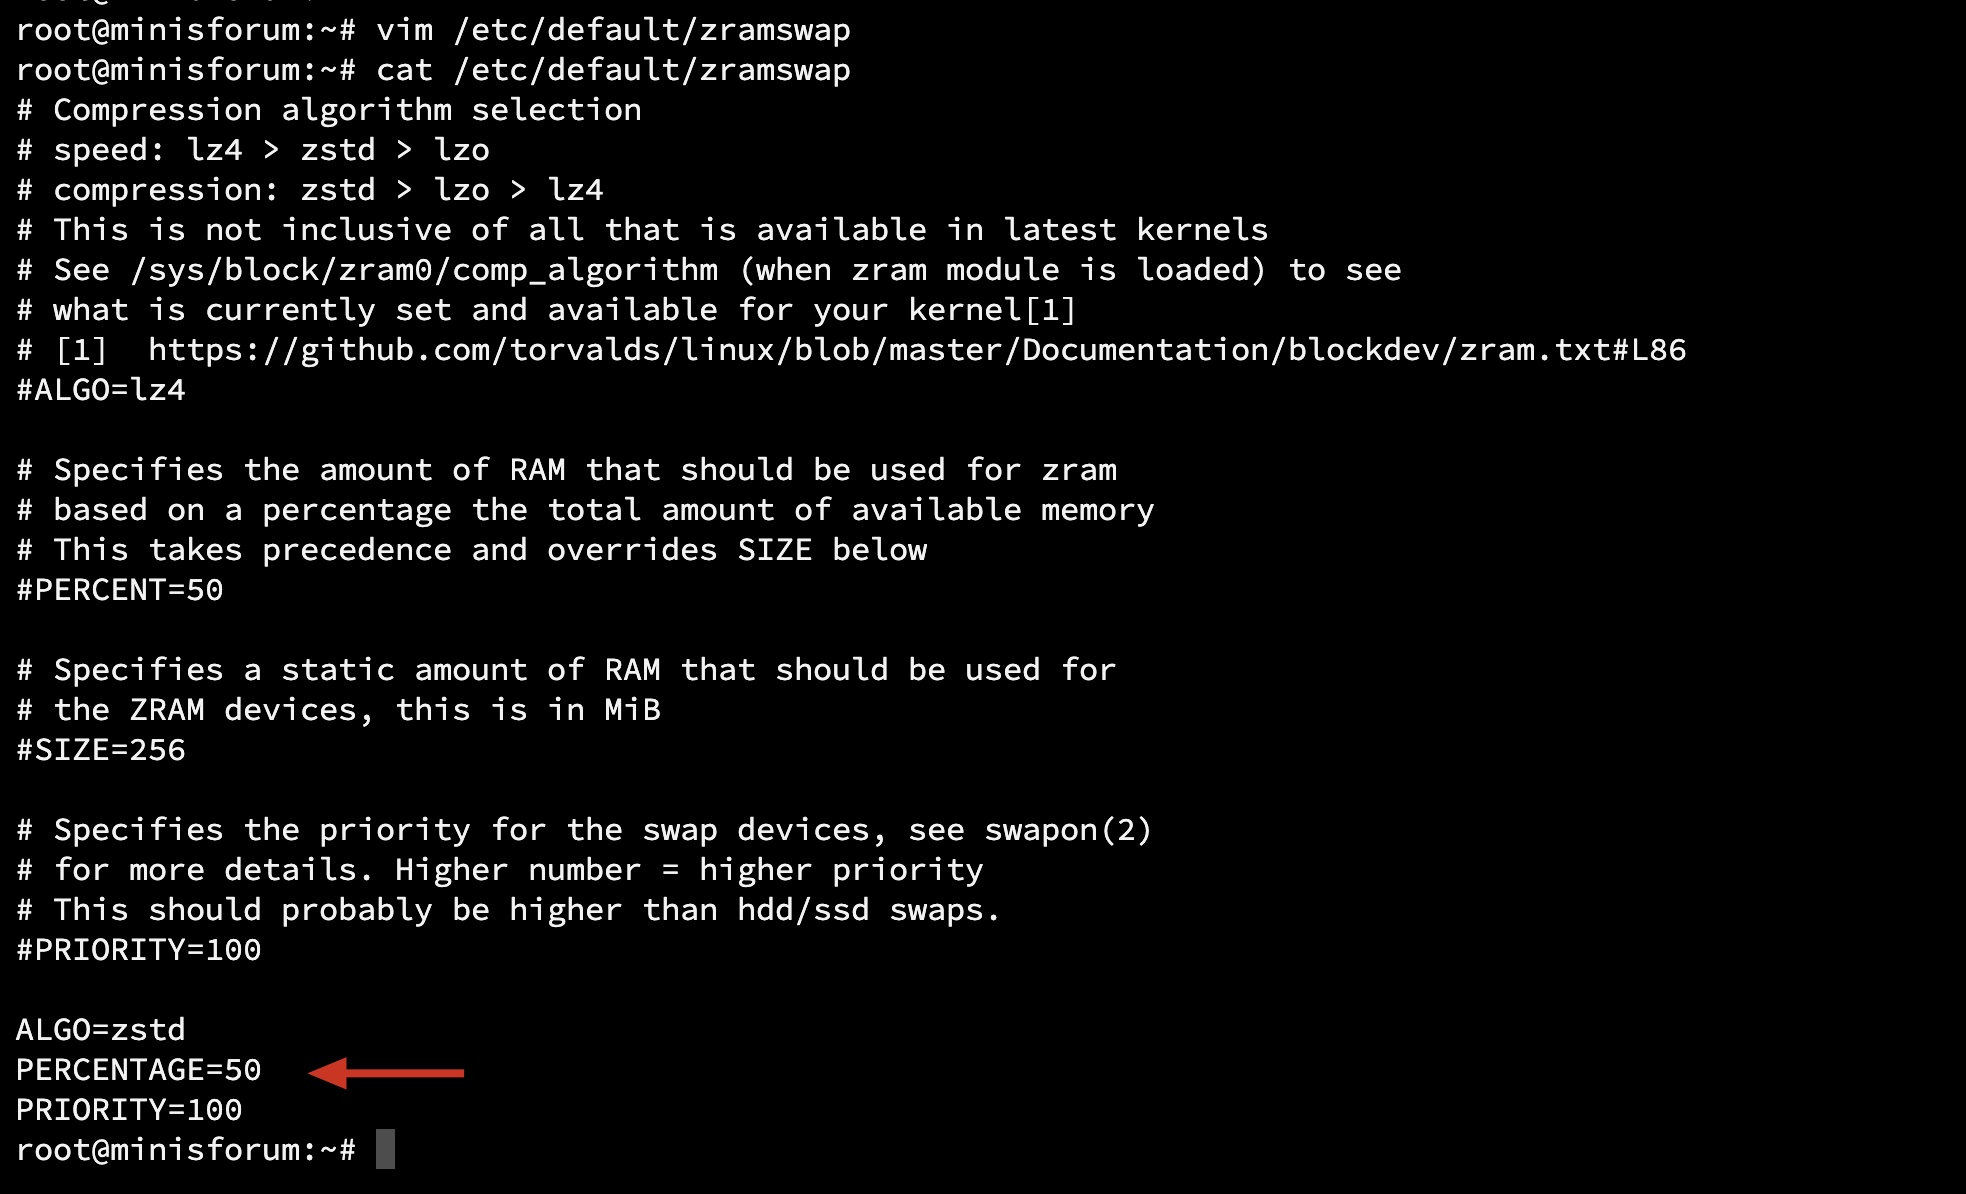 root@minisforum:~# vim /etc/default/zramswap
root@minisforum:~# cat /etc/default/zramswap
# Compression algorithm selection
# speed: lz4 > zstd > lzo
# compression: zstd > lzo > lz4
# This is not inclusive of all that is available in latest kernels
# See /sys/block/zram0/comp_algorithm (when zram module is loaded) to see
# what is currently set and available for your kernel[1]
# [1]  https://github.com/torvalds/linux/blob/master/Documentation/blockdev/zram.txt#L86
#ALGO=lz4

# Specifies the amount of RAM that should be used for zram
# based on a percentage the total amount of available memory
# This takes precedence and overrides SIZE below
#PERCENT=50

# Specifies a static amount of RAM that should be used for
# the ZRAM devices, this is in MiB
#SIZE=256

# Specifies the priority for the swap devices, see swapon(2)
# for more details. Higher number = higher priority
# This should probably be higher than hdd/ssd swaps.
#PRIORITY=100

ALGO=zstd
PERCENTAGE=50
PRIORITY=100
root@minisforum:~#